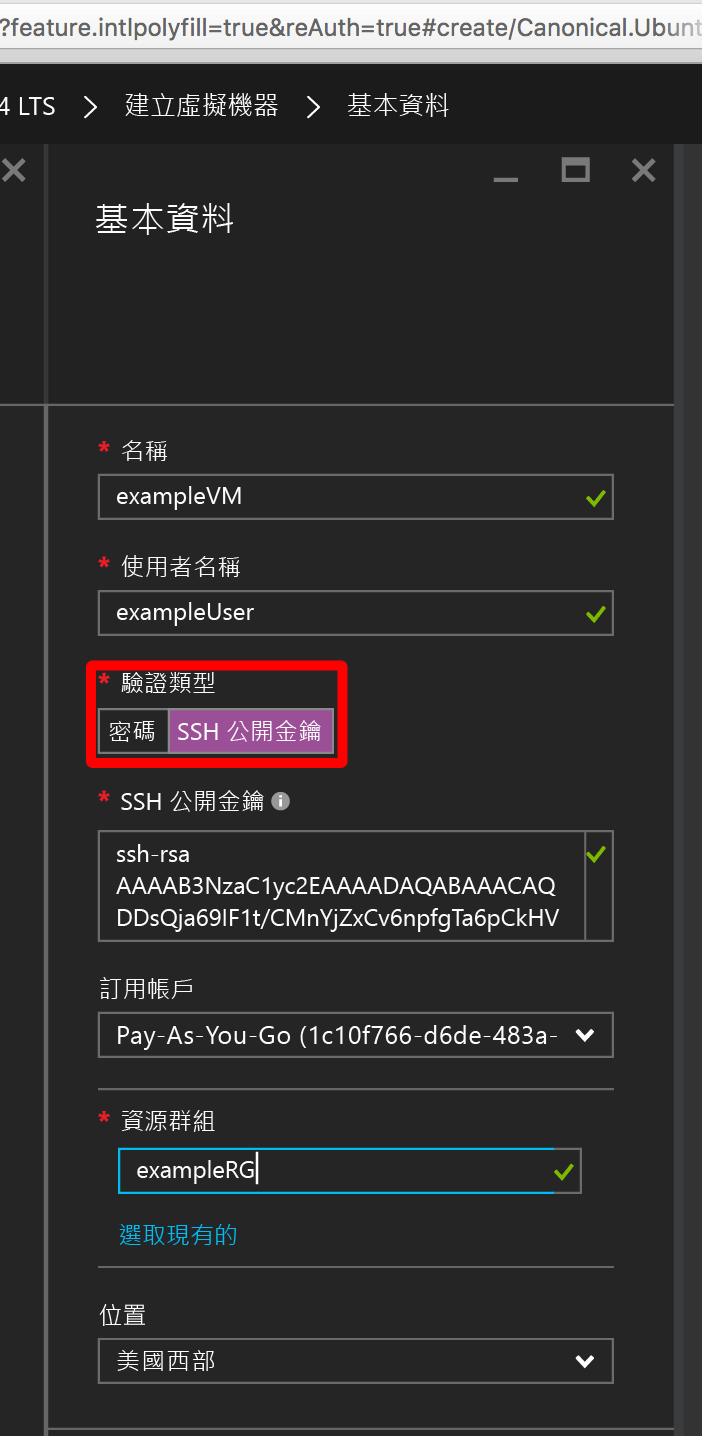 ?feature.intlpolyfill=true&reAuth=true#create/Canonical.Ubunt
4 LTS > 建立虛擬機器 > 基本資料
基本資料
* 名稱
exampleVM
* 使用者名稱
exampleUser
* 驗證類型
密碼 SSH 公開金鑰
* SSH 公開金鑰
ssh-rsa
AAAAB3NzaC1yc2EAAAADAQABAAACAQ
DDsQja69IF1t/CMnYjZxCv6npfgTa6pCkHV
訂用帳戶
Pay-As-You-Go (1c10f766-d6de-483a-
* 資源群組
exampleRG
選取現有的
位置
美國西部